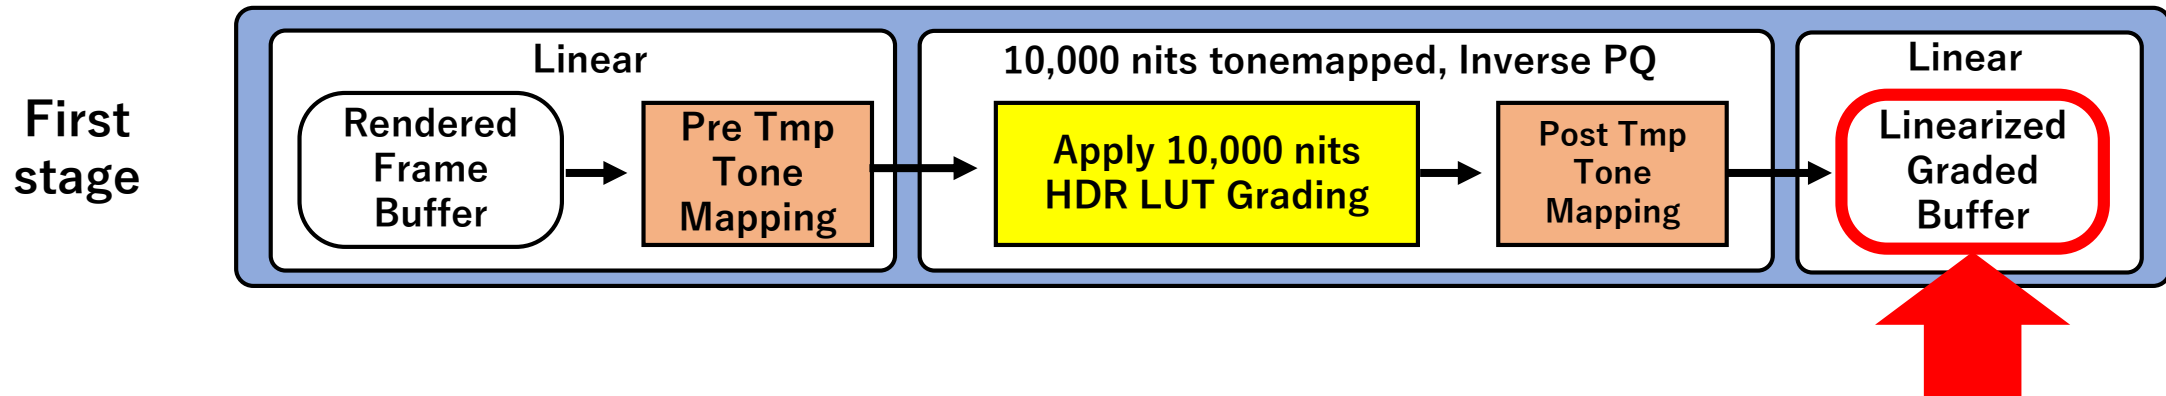 First
stage
Linear
Rendered
Frame
Buffer
Pre Tmp
Tone
Mapping
10,000 nits tonemapped, Inverse PQ
Apply 10,000 nits
HDR LUT Grading
Post Tmp
Tone
Mapping
Linear
Linearized
Graded
Buffer